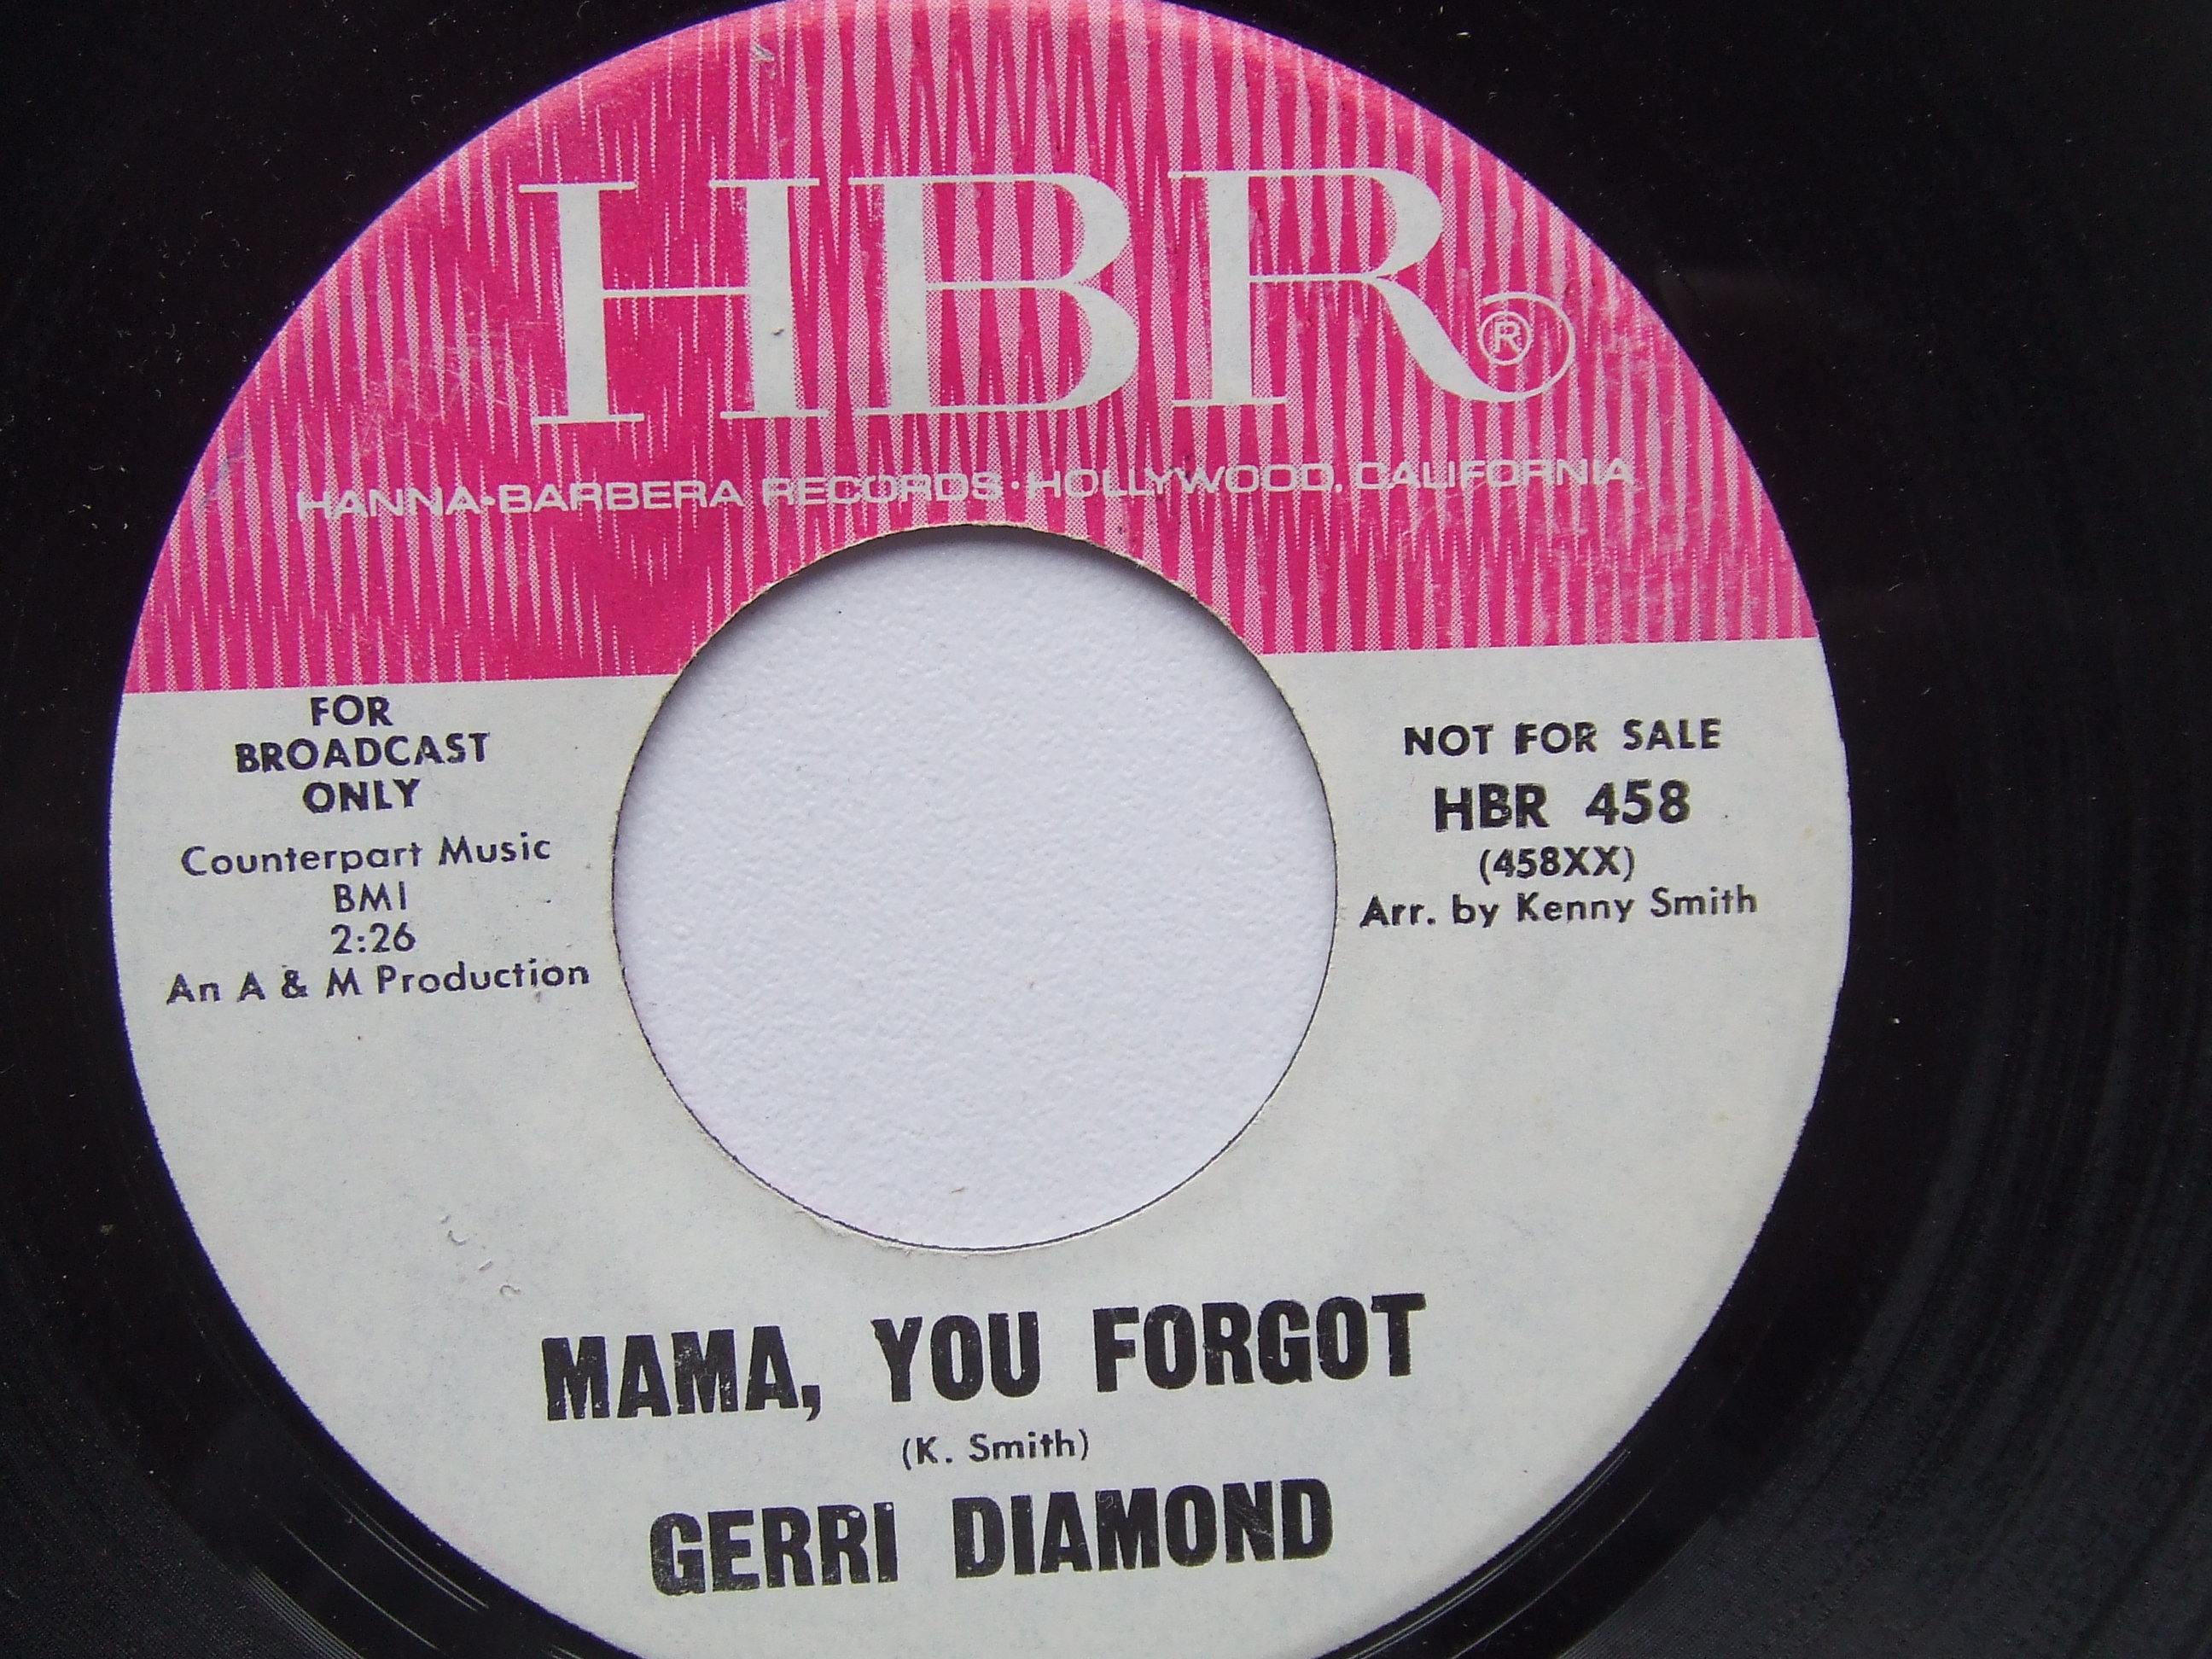 HBR®
HANNA-BARBERA RECORDS · HOLLYWOOD, CALIFORNIA
FOR
BROADCAST
ONLY
Counterpart Music
BMI
2:26
An A & M Production
NOT FOR SALE
HBR 458
(458XX)
Arr. by Kenny Smith
MAMA, YOU FORGOT
(K. Smith)
GERRI DIAMOND